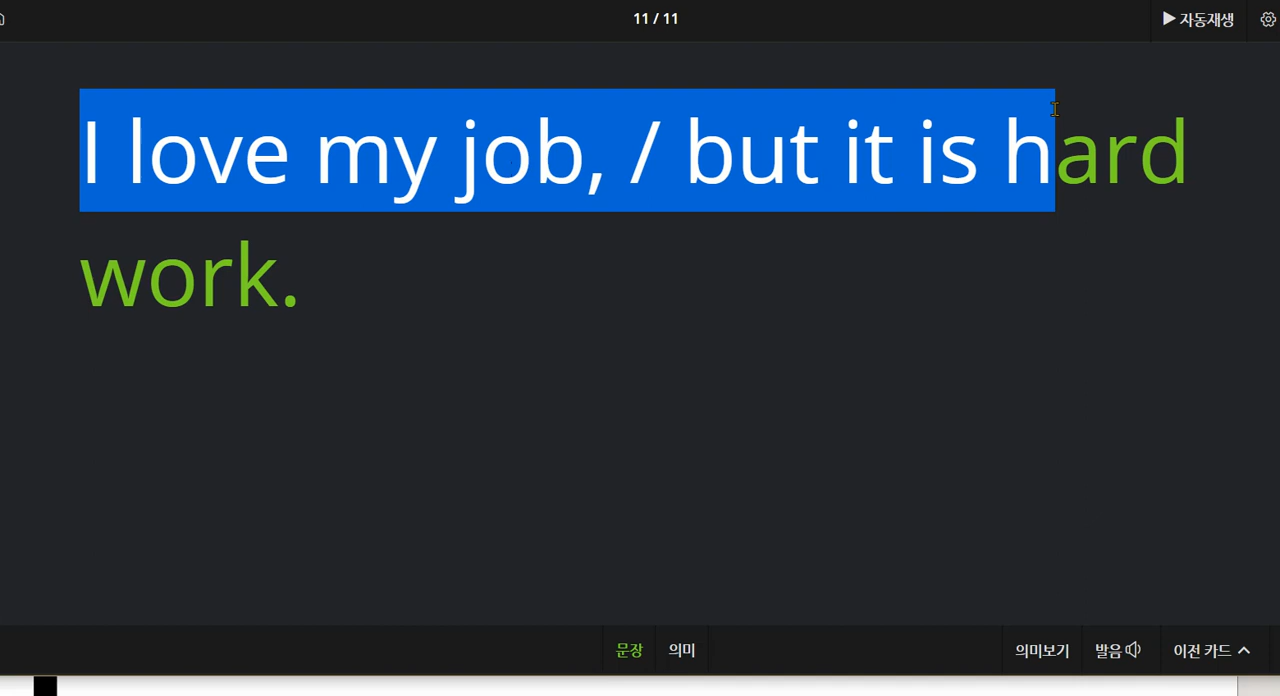 11 / 11
▶ 자동재생
I love my job, / but it is hard
work.
문장 의미 의미보기 발음 이전 카드